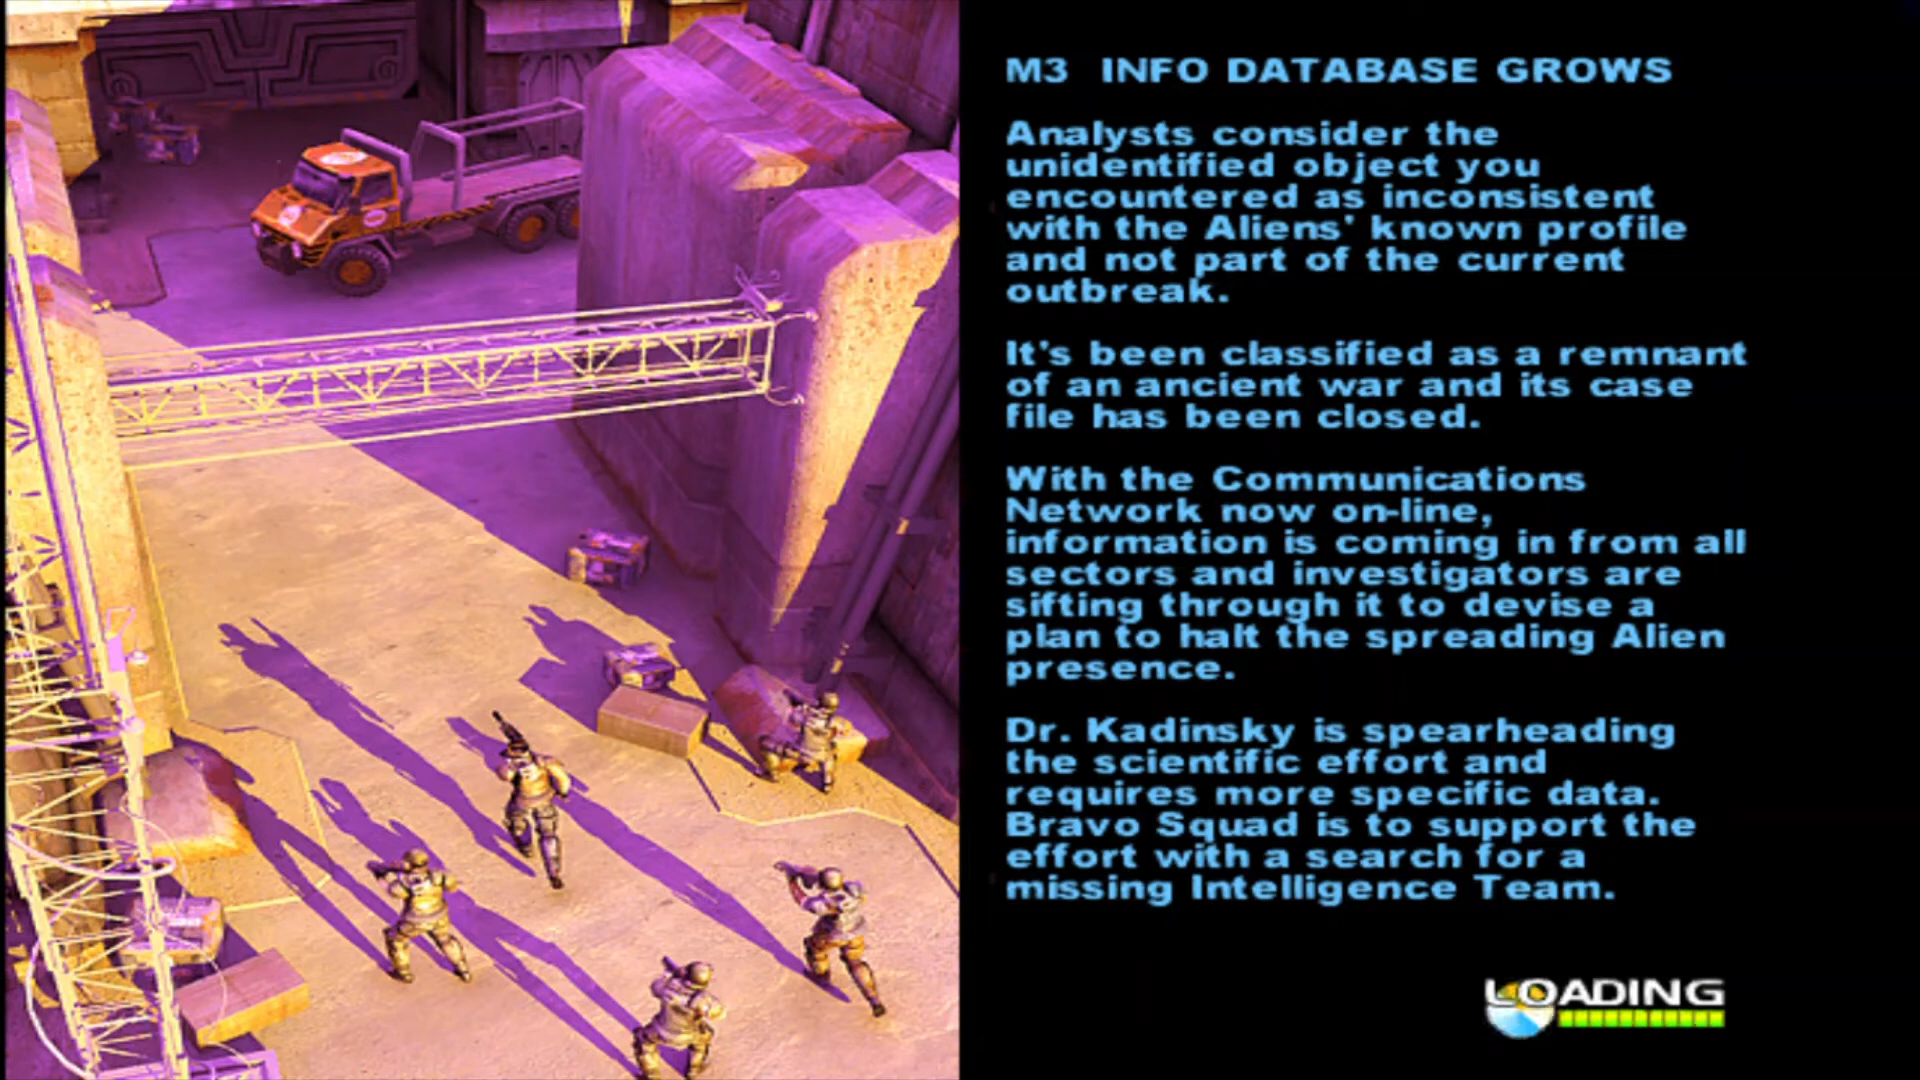 M3 INFO DATABASE GROWS
Analysts consider the
unidentified object you
encountered as inconsistent
with the Aliens' known profile
and not part of the current
outbreak.
It's been classified as a remnant
of an ancient war and its case
file has been closed.
With the Communications
Network now on-line,
information is coming in from all
sectors and investigators are
sifting through it to devise a
plan to halt the spreading Alien
presence.
Dr. Kadinsky is spearheading
the scientific effort and
requires more specific data.
Bravo Squad is to support the
effort with a search for a
missing Intelligence Team.
LOADING